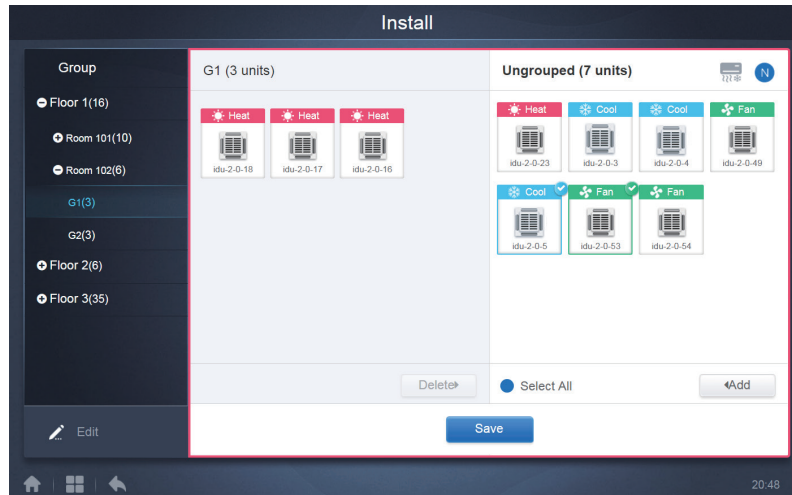 Install
Group
Floor 1(16)
Room 101(10)
Room 102(6)
G1(3)
G2(3)
Floor 2(6)
Floor 3(35)
Edit
G1 (3 units)
Heat Heat Heat
idu-2-0-18 idu-2-0-17 idu-2-0-16
Delete
Ungrouped (7 units) N
Heat Cool Cool Fan
idu-2-0-23 idu-2-0-3 idu-2-0-4 idu-2-0-49
Cool Fan Fan
idu-2-0-5 idu-2-0-53 idu-2-0-54
Select All Add
Save
20:48